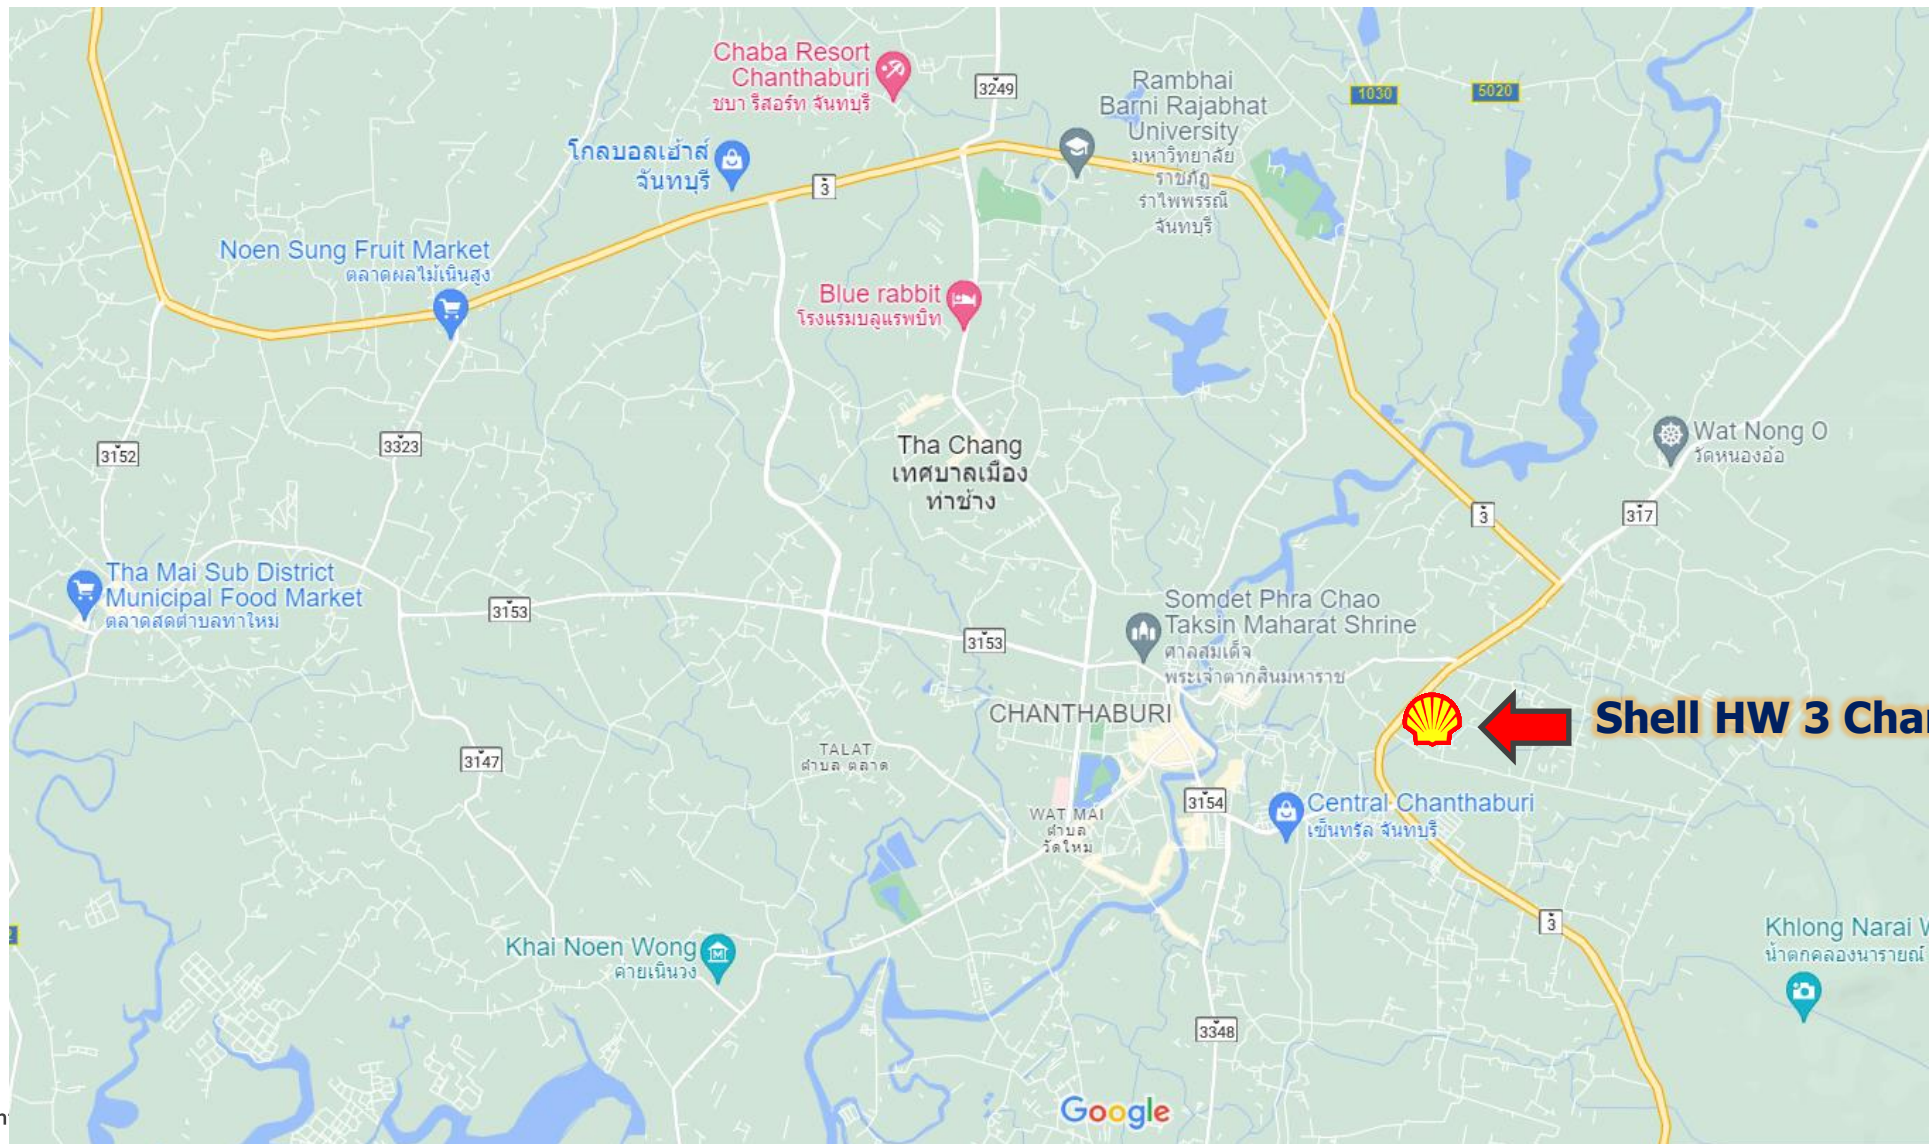 Chaba Resort
Chanthaburi
ชบา รีสอร์ท จันทบุรี
3249
Rambhai
Barni Rajabhat
University
มหาวิทยาลัย
ราชภัฏ
รำไพพรรณี
จันทบุรี
1030
5020
โกลบอลเฮ้าส์
จันทบุรี
3
Noen Sung Fruit Market
ตลาดผลไม้เนินสูง
Blue rabbit
โรงแรมบลูแรพบิท
3152
3323
Tha Chang
เทศบาลเมือง
ท่าช้าง
Wat Nong O
วัดหนองอ้อ
3
317
Tha Mai Sub District
Municipal Food Market
ตลาดสดตำบลท่าใหม่
3153
3153
Somdet Phra Chao
Taksin Maharat Shrine
ศาลสมเด็จ
พระเจ้าตากสินมหาราช
CHANTHABURI
Shell HW 3 Chan
TALAT
ตำบล ตลาด
3147
WAT MAI
ตำบล
วัดใหม่
3154
Central Chanthaburi
เซ็นทรัล จันทบุรี
3
Khai Noen Wong
ค่ายเนินวง
Khlong Narai
น้ำตกคลองนารายณ์
3348
Google